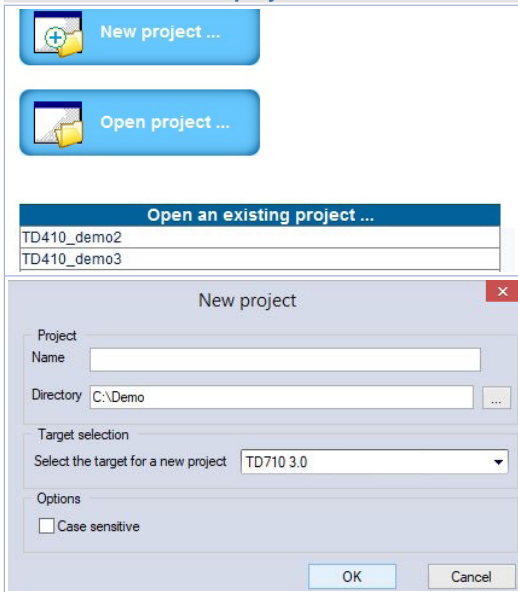 New project ...
Open project ...
Open an existing project ...
TD410_demo2
TD410_demo3
New project
Project
Name
Directory C:\Demo ...
Target selection
Select the target for a new project TD710 3.0
Options
Case sensitive
OK Cancel